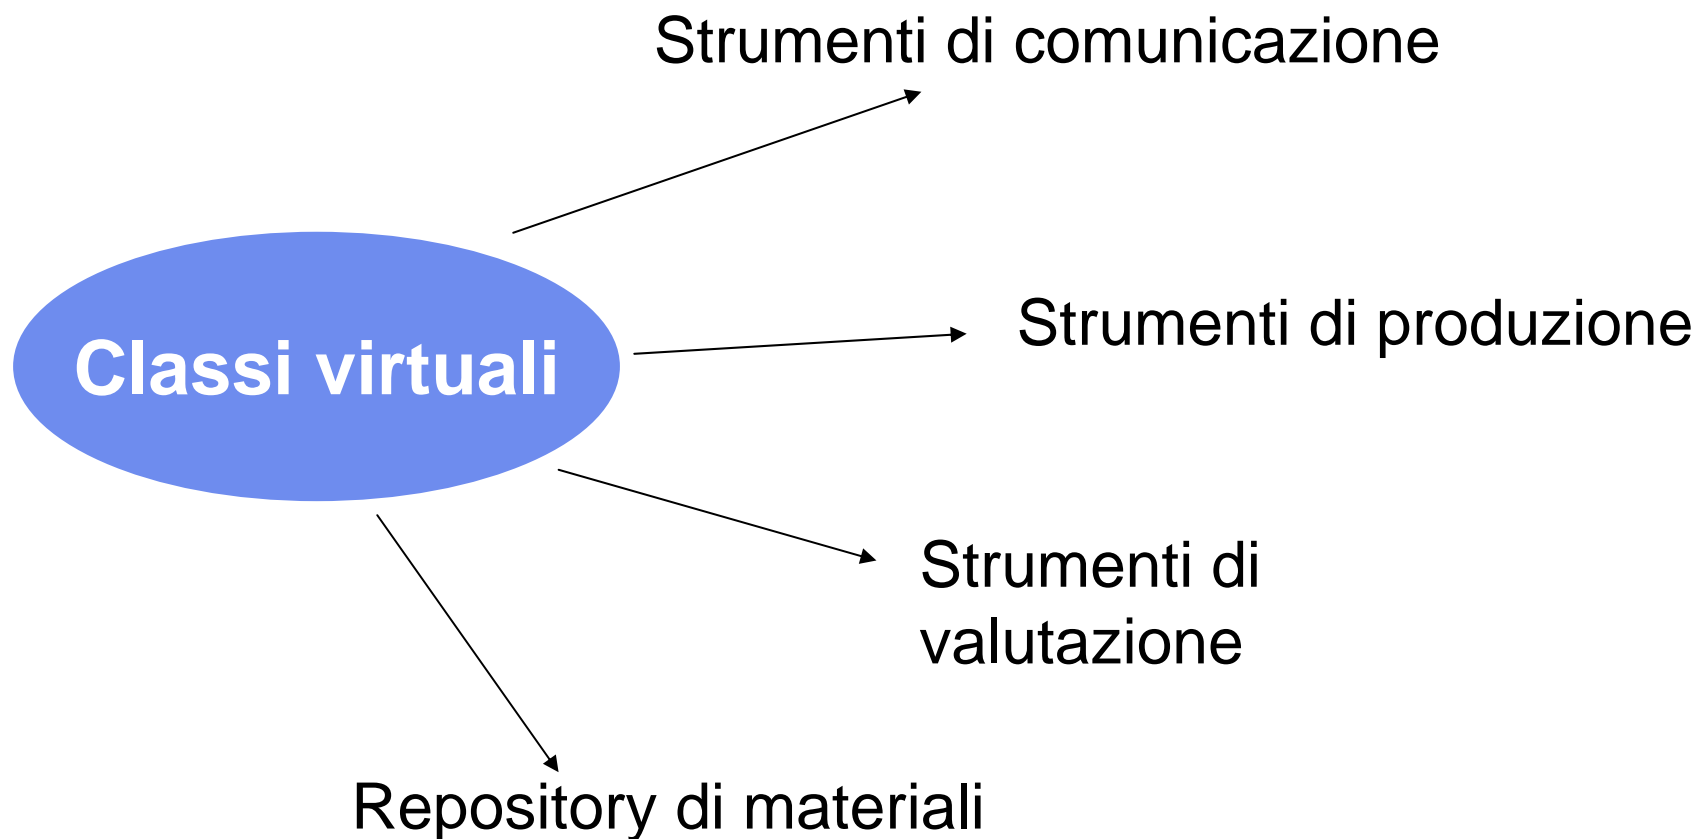 Strumenti di comunicazione
Strumenti di produzione
Classi virtuali
Strumenti di
valutazione
Repository di materiali